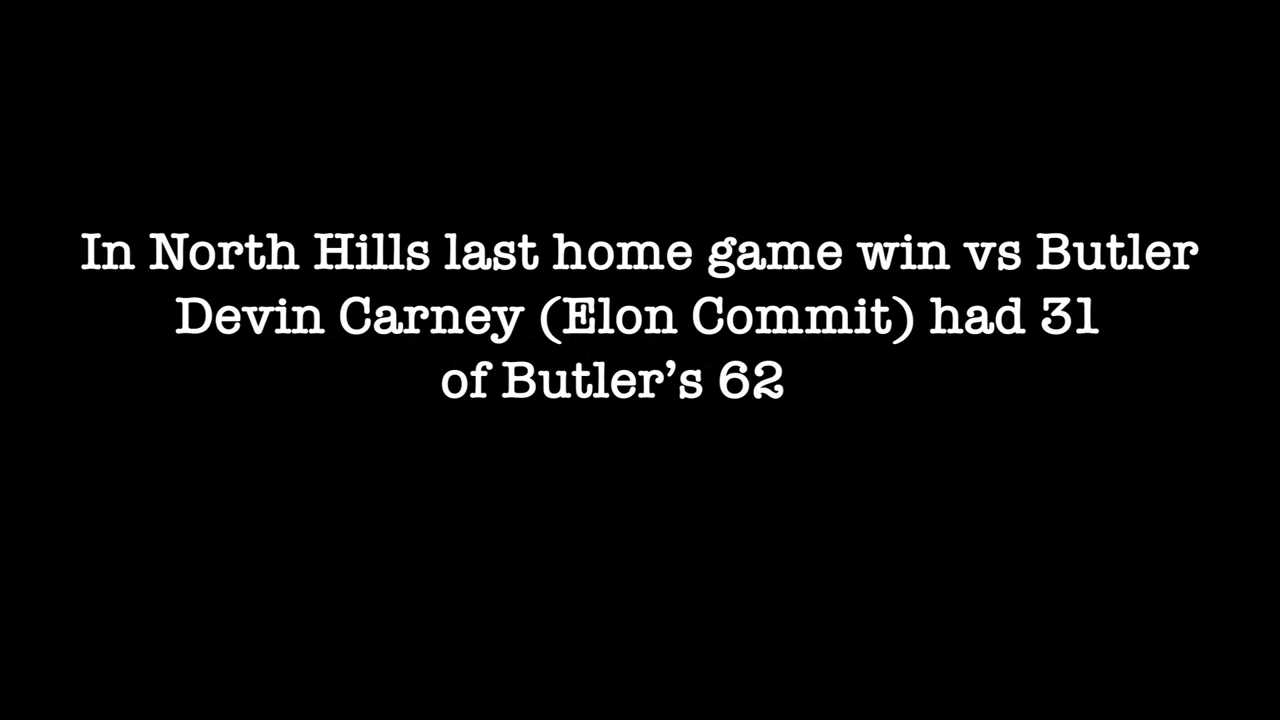 In North Hills last home game win vs Butler
Devin Carney (Elon Commit) had 31
of Butler’s 62